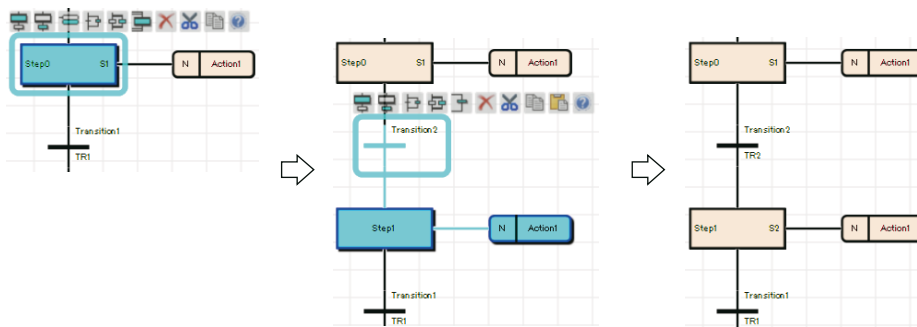 Step0 S1 N Action1
Transition1
TR1
Step0 S1 N Action1
Transition2
Step1 N Action1
Transition1
TR1
Step0 S1 N Action1
Transition2
TR2
Step1 S2 N Action1
Transition1
TR1